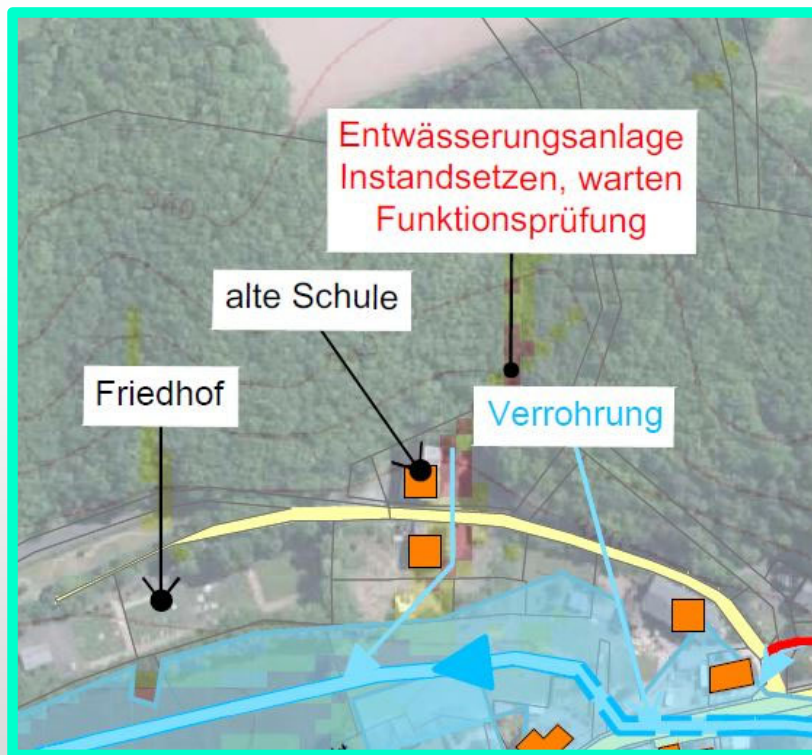 Entwässerungsanlage
Instandsetzen, warten
Funktionsprüfung
alte Schule
Friedhof
Verrohrung